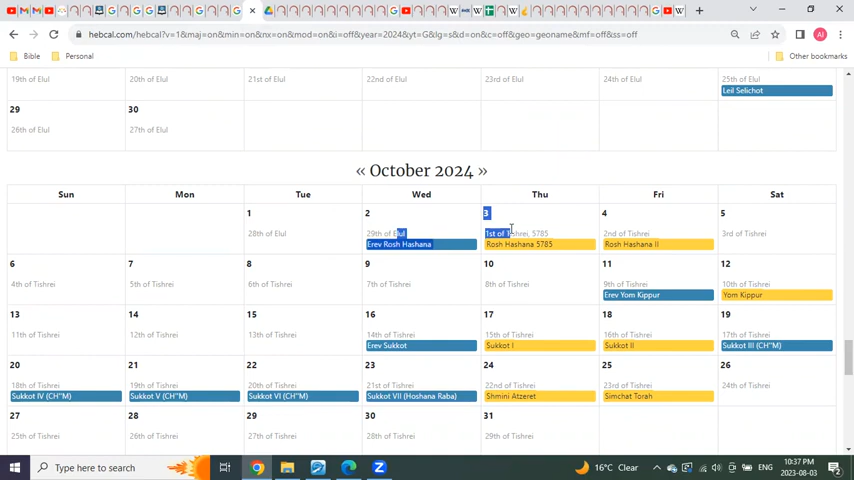 hebcal.com/hebcal?v=1&maj=on&min=on&nx=on&mod=on&i=off&year=2024&yt=G&lg=s&d=on&c=off&geo=geoname&mf=off&ss=off
AI
Bible
Personal
Other bookmarks
19th of Elul
20th of Elul
21st of Elul
22nd of Elul
23rd of Elul
24th of Elul
25th of Elul
Leil Selichot
29
30
26th of Elul
27th of Elul
« October 2024 »
Sun Mon Tue Wed Thu Fri Sat
1 2 3 4 5
28th of Elul
29th of Elul
1st of Tishrei, 5785
2nd of Tishrei
3rd of Tishrei
Erev Rosh Hashana
Rosh Hashana 5785
Rosh Hashana II
6 7 8 9 10 11 12
4th of Tishrei
5th of Tishrei
6th of Tishrei
7th of Tishrei
8th of Tishrei
9th of Tishrei
10th of Tishrei
Erev Yom Kippur
Yom Kippur
13 14 15 16 17 18 19
11th of Tishrei
12th of Tishrei
13th of Tishrei
14th of Tishrei
15th of Tishrei
16th of Tishrei
17th of Tishrei
Erev Sukkot
Sukkot I
Sukkot II
Sukkot III (CH"M)
20 21 22 23 24 25 26
18th of Tishrei
19th of Tishrei
20th of Tishrei
21st of Tishrei
22nd of Tishrei
23rd of Tishrei
24th of Tishrei
Sukkot IV (CH"M)
Sukkot V (CH"M)
Sukkot VI (CH"M)
Sukkot VII (Hoshana Raba)
Shmini Atzeret
Simchat Torah
27 28 29 30 31
25th of Tishrei
26th of Tishrei
27th of Tishrei
28th of Tishrei
29th of Tishrei
Type here to search
16°C Clear
ENG
10:37 PM
2023-08-03
2